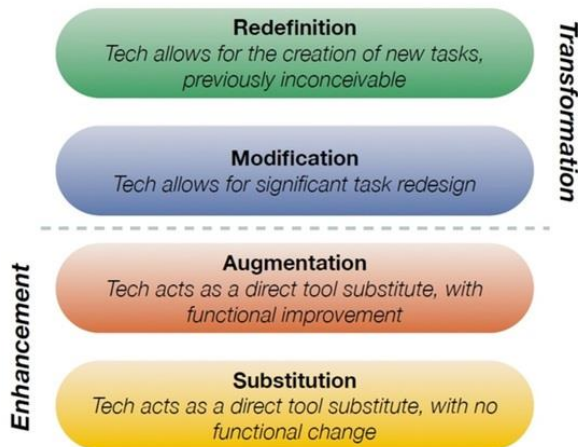 Redefinition
Tech allows for the creation of new tasks,
previously inconceivable
Modification
Tech allows for significant task redesign
Transformation
Augmentation
Tech acts as a direct tool substitute, with
functional improvement
Substitution
Tech acts as a direct tool substitute, with no
functional change
Enhancement